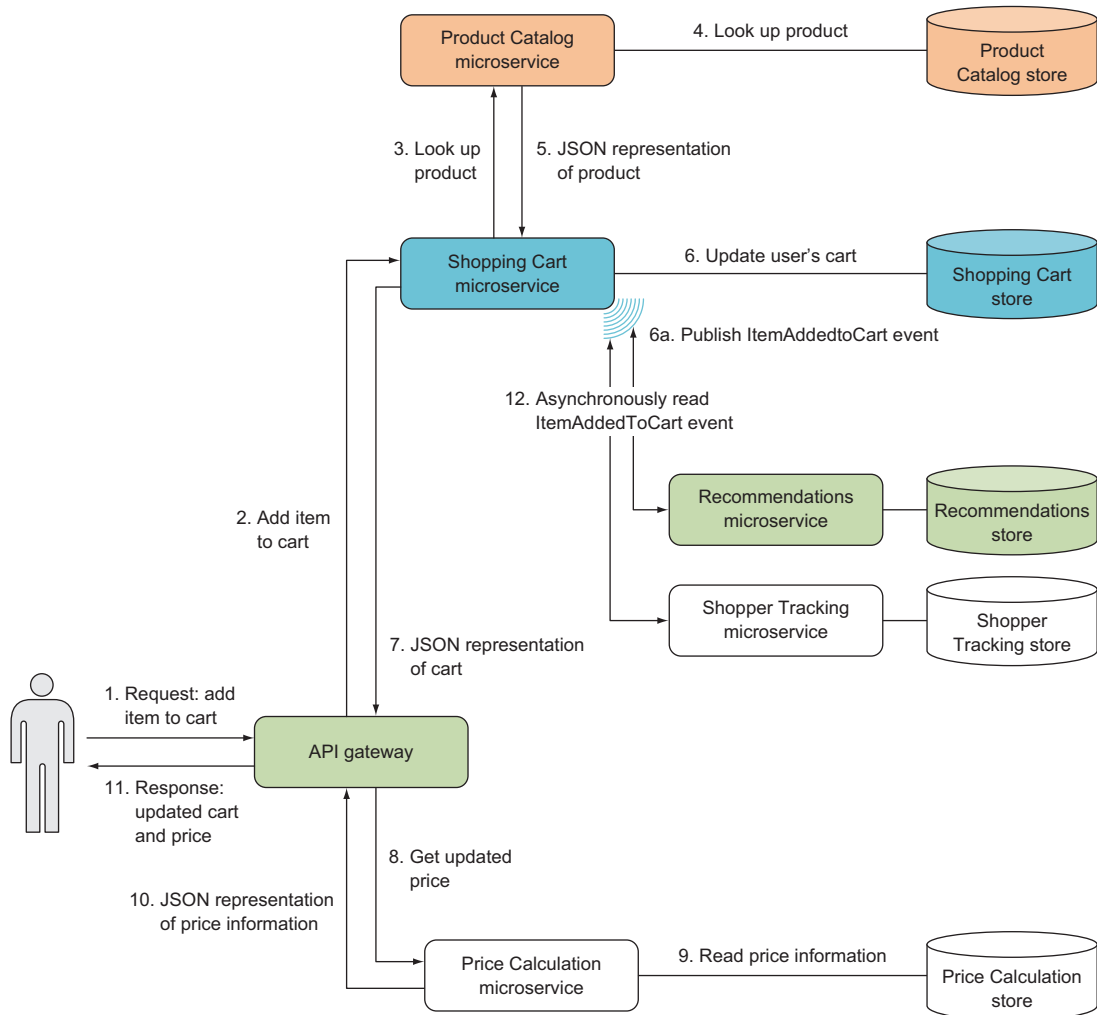 Product Catalog
microservice
4. Look up product
Product
Catalog store
3. Look up
product
5. JSON representation
of product
Shopping Cart
microservice
6. Update user’s cart
Shopping Cart
store
6a. Publish ItemAddedtoCart event
12. Asynchronously read
ItemAddedToCart event
Recommendations
microservice
Recommendations
store
2. Add item
to cart
Shopper Tracking
microservice
Shopper
Tracking store
7. JSON representation
of cart
1. Request: add
item to cart
API gateway
11. Response:
updated cart
and price
8. Get updated
price
10. JSON representation
of price information
Price Calculation
microservice
9. Read price information
Price Calculation
store